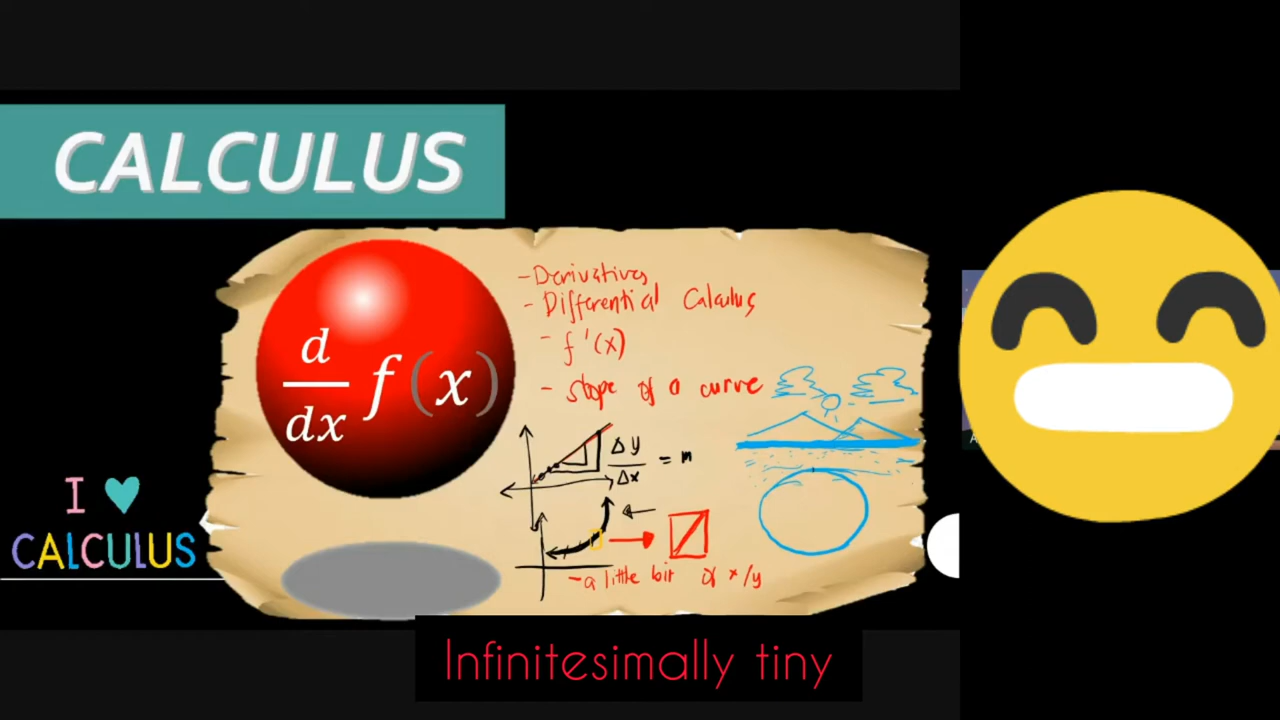 CALCULUS
d
dx
f(x)
-Derivatives
- Differential Calculus
- f'(x)
- slope of a curve
Δy
Δx
= m
-a little bit of x/y
I ♥
CALCULUS
Infinitesimally tiny